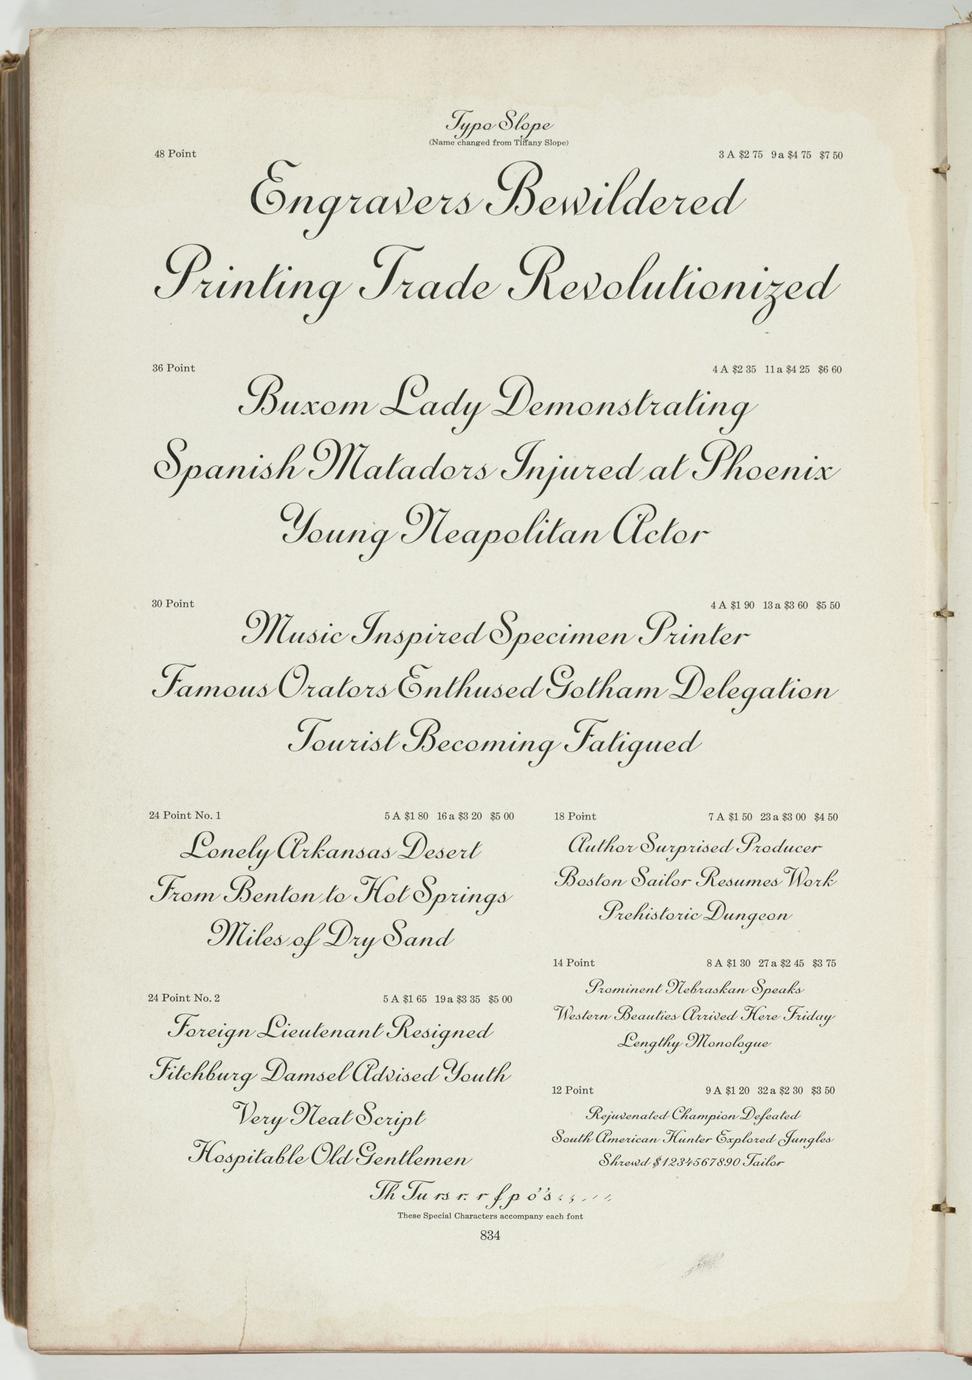 Typo Slope
(Name changed from Tiffany Slope)
48 Point 3 A $2 75 9 a $4 75 $7 50
Engravers Bewildered
Printing Trade Revolutionized
36 Point 4 A $2 35 11 a $4 25 $6 60
Buxom Lady Demonstrating
Spanish Matadors Injured at Phoenix
Young Neapolitan Actor
30 Point 4 A $1 90 13 a $3 60 $5 50
Music Inspired Specimen Printer
Famous Orators Enthused Gotham Delegation
Tourist Becoming Fatigued
24 Point No. 1 5 A $1 80 16 a $3 20 $5 00
Lonely Arkansas Desert
From Benton to Hot Springs
Miles of Dry Sand
24 Point No. 2 5 A $1 65 19 a $3 35 $5 00
Foreign Lieutenant Resigned
Fitchburg Damsel Advised Youth
Very Neat Script
Hospitable Old Gentlemen
18 Point 7 A $1 50 23 a $3 00 $4 50
Author Surprised Producer
Boston Sailor Resumes Work
Prehistoric Dungeon
14 Point 8 A $1 30 27 a $2 45 $3 75
Prominent Nebraskan Speaks
Western Beauties Arrived Here Friday
Lengthy Monologue
12 Point 9 A $1 20 32 a $2 30 $3 50
Rejuvenated Champion Defeated
South American Hunter Explored Jungles
Shrewd $1234567890 Tailor
Th Tu rs r. r f p o's
These Special Characters accompany each font
834